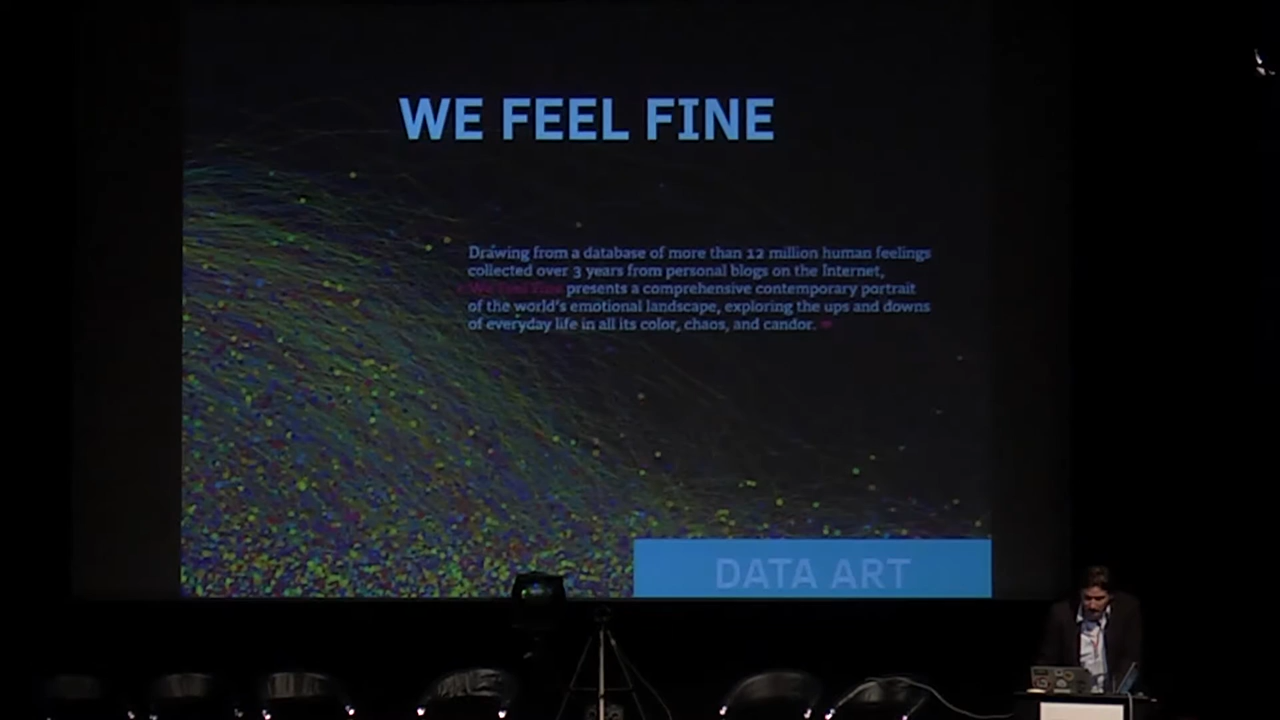 WE FEEL FINE
Drawing from a database of more than 12 million human feelings
collected over 3 years from personal blogs on the Internet,
We Feel Fine presents a comprehensive contemporary portrait
of the world's emotional landscape, exploring the ups and downs
of everyday life in all its color, chaos, and candor.
DATA ART